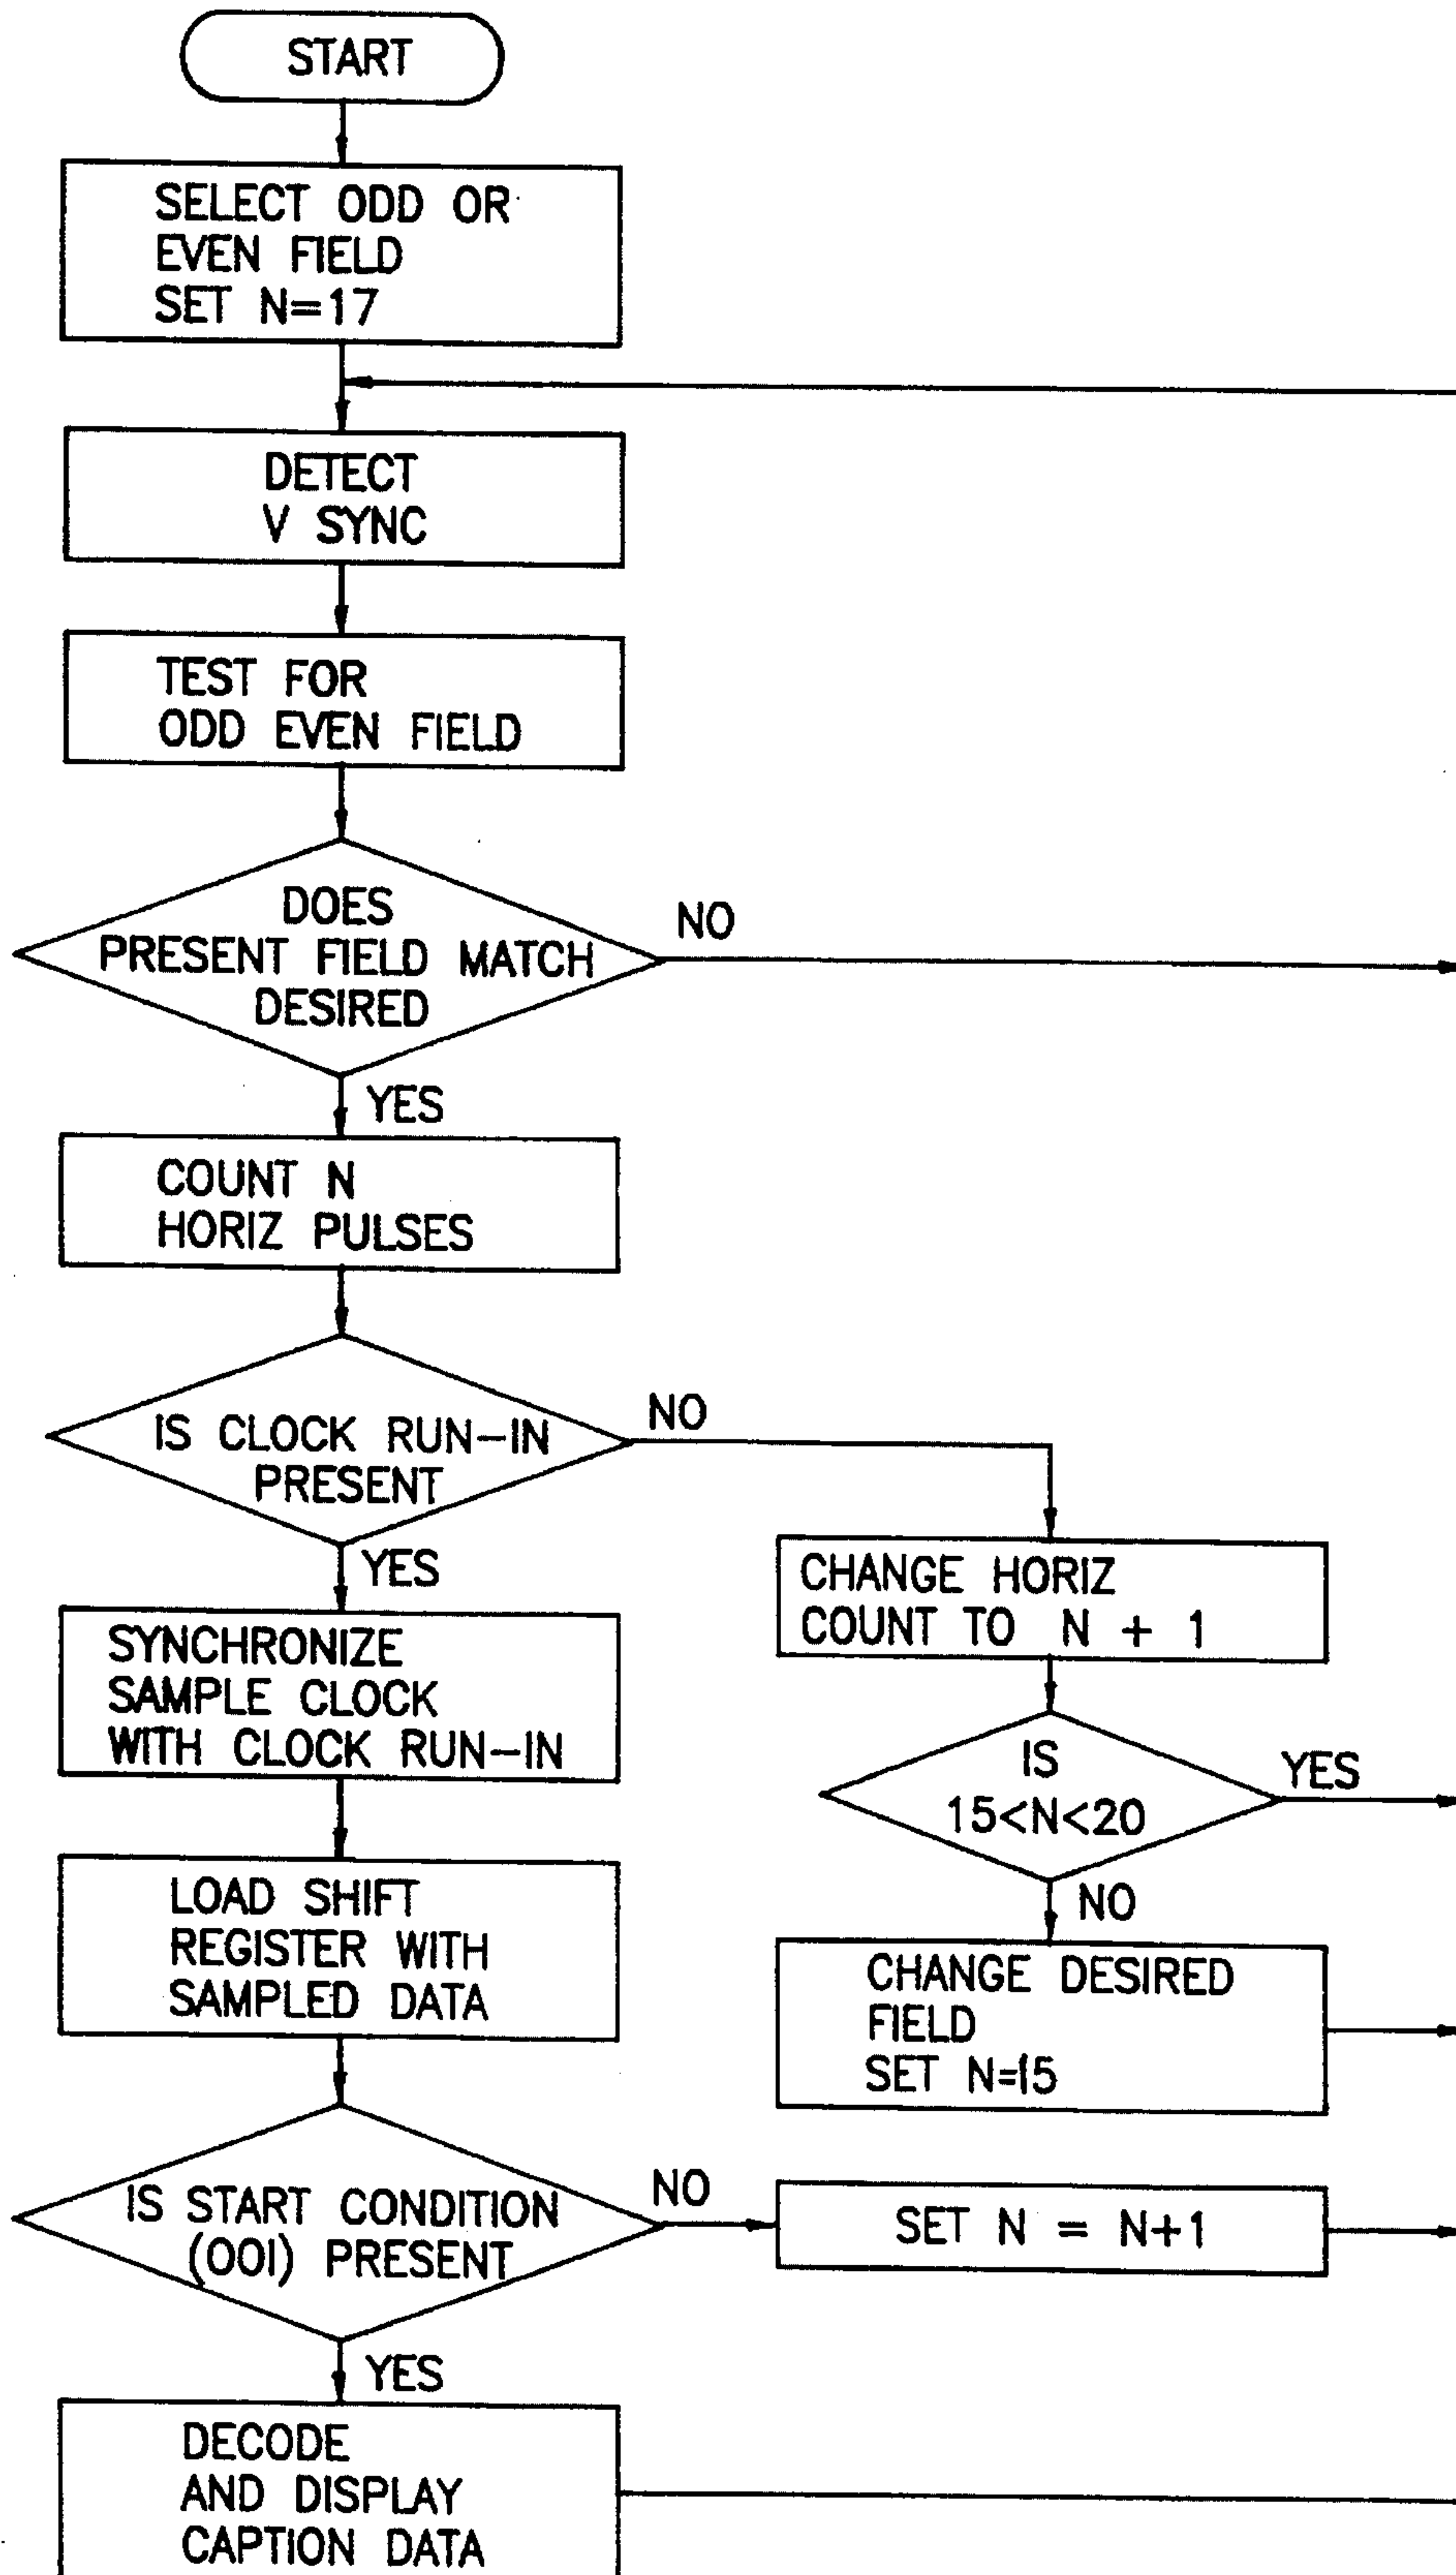 START
SELECT ODD OR
EVEN FIELD
SET N=17
DETECT
V SYNC
TEST FOR
ODD EVEN FIELD
DOES
PRESENT FIELD MATCH
DESIRED
NO
YES
COUNT N
HORIZ PULSES
IS CLOCK RUN-IN
PRESENT
NO
YES
CHANGE HORIZ
COUNT TO N + 1
SYNCHRONIZE
SAMPLE CLOCK
WITH CLOCK RUN-IN
IS
15<N<20
YES
NO
LOAD SHIFT
REGISTER WITH
SAMPLED DATA
CHANGE DESIRED
FIELD
SET N=15
IS START CONDITION
(001) PRESENT
NO
SET N = N+1
YES
DECODE
AND DISPLAY
CAPTION DATA